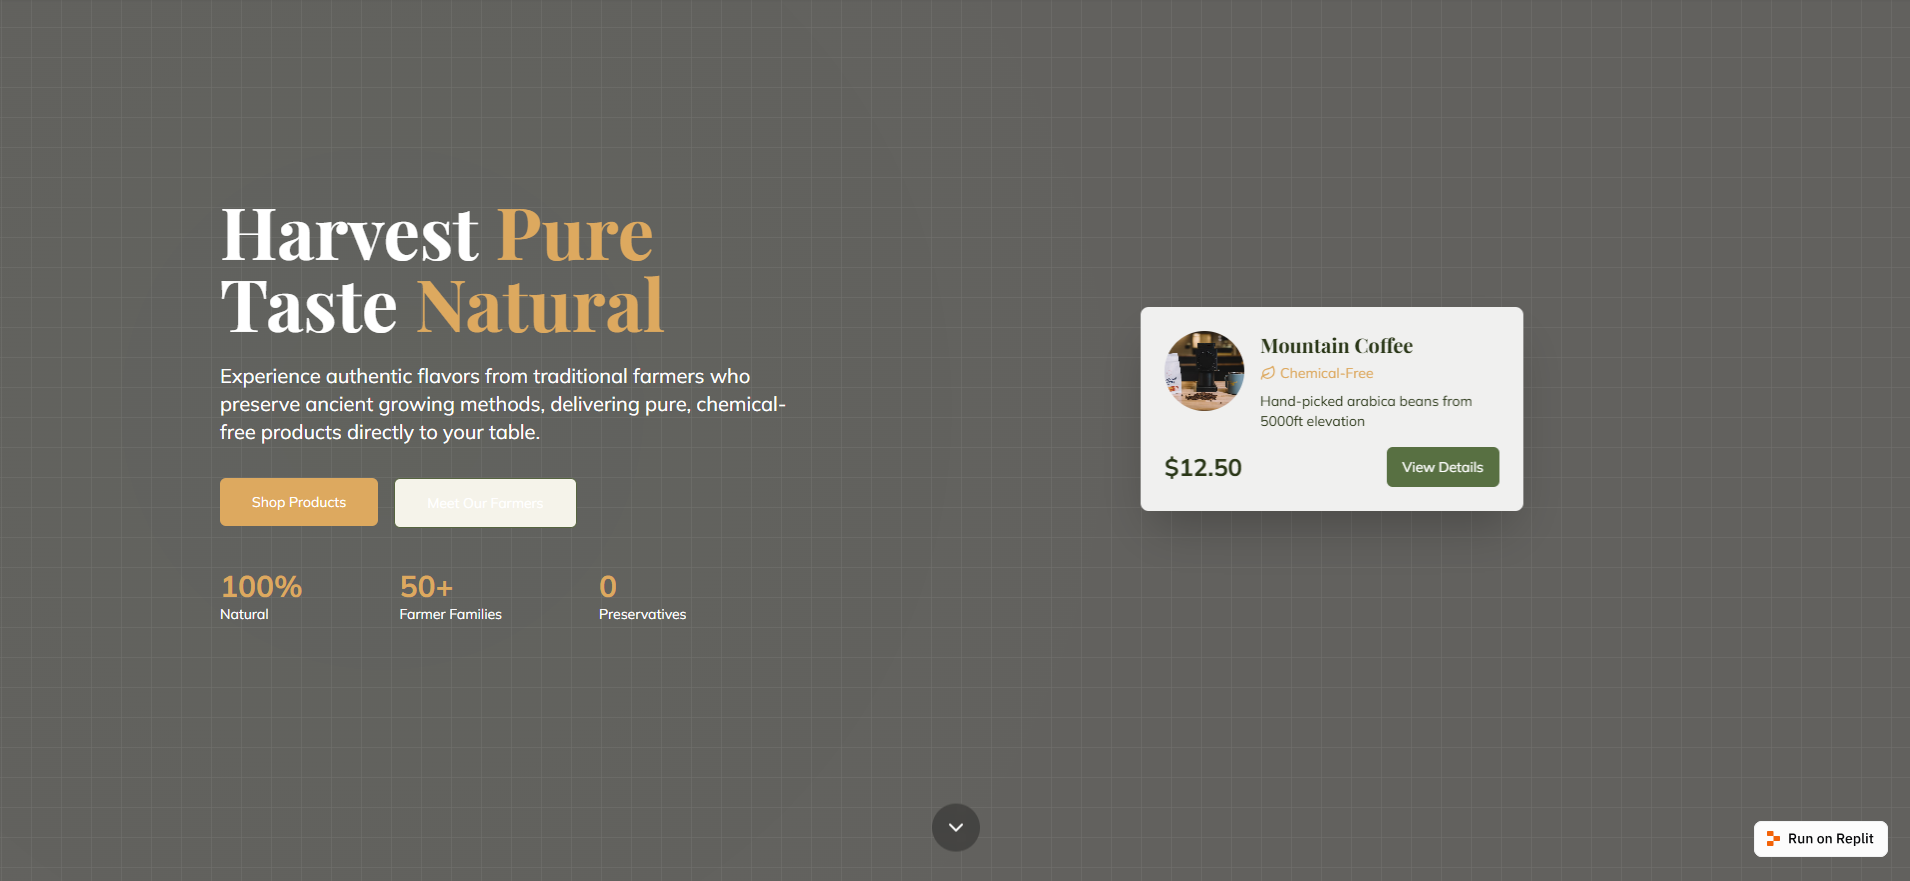 Harvest Pure
Taste Natural
Experience authentic flavors from traditional farmers who
preserve ancient growing methods, delivering pure, chemical-
free products directly to your table.
Shop Products
Meet Our Farmers
100%
Natural
50+
Farmer Families
0
Preservatives
Mountain Coffee
Chemical-Free
Hand-picked arabica beans from
5000ft elevation
$12.50
View Details
Run on Replit